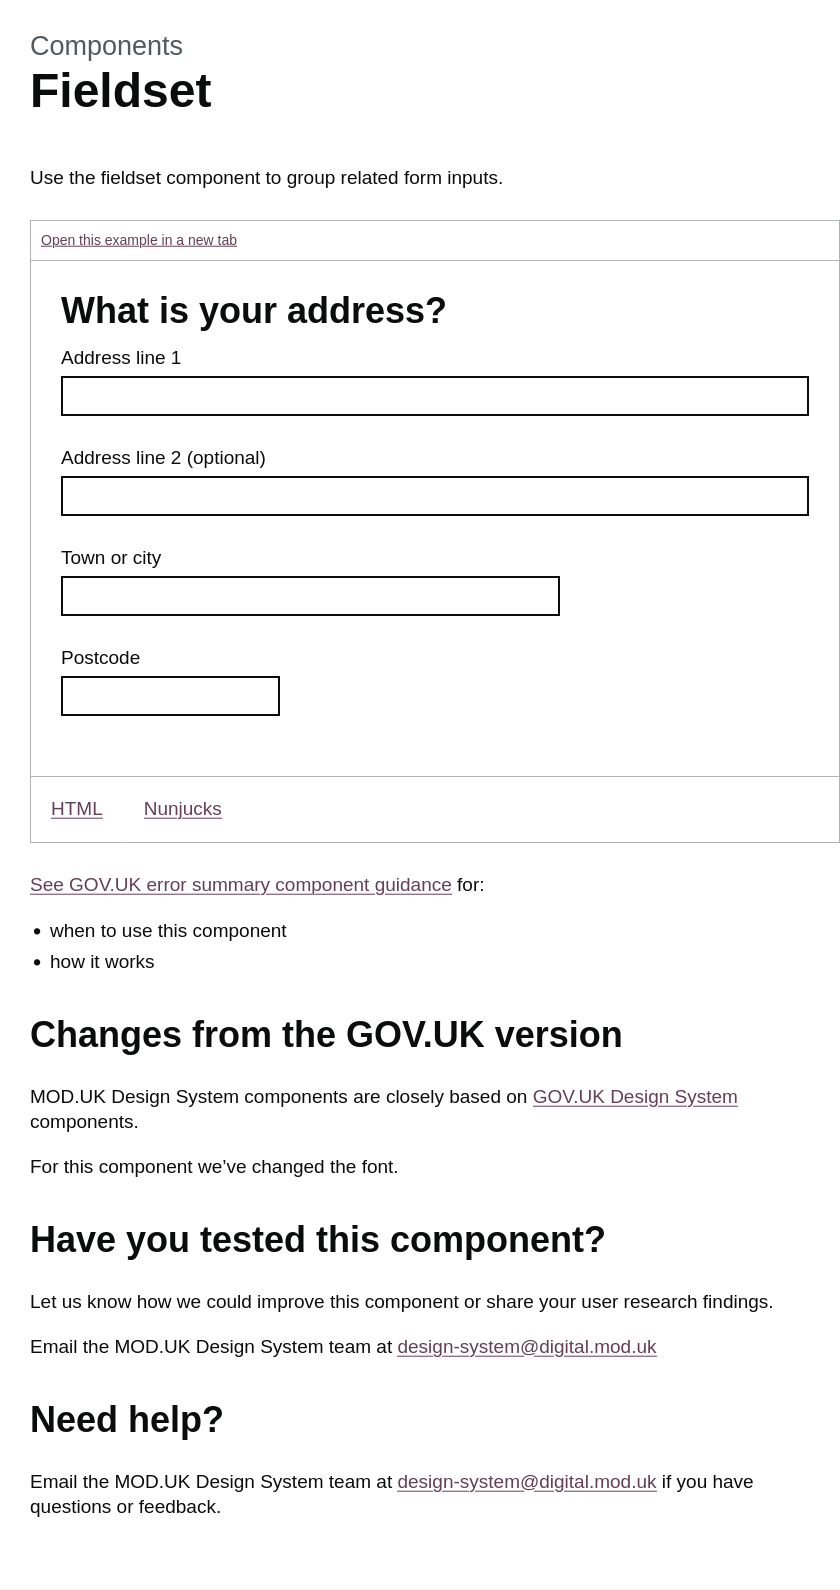 Components
Fieldset
Use the fieldset component to group related form inputs.
Open this example in a new tab
What is your address?
Address line 1
Address line 2 (optional)
Town or city
Postcode
HTML Nunjucks
See GOV.UK error summary component guidance for:
• when to use this component
• how it works
Changes from the GOV.UK version
MOD.UK Design System components are closely based on GOV.UK Design System
components.
For this component we’ve changed the font.
Have you tested this component?
Let us know how we could improve this component or share your user research findings.
Email the MOD.UK Design System team at design-system@digital.mod.uk
Need help?
Email the MOD.UK Design System team at design-system@digital.mod.uk if you have
questions or feedback.